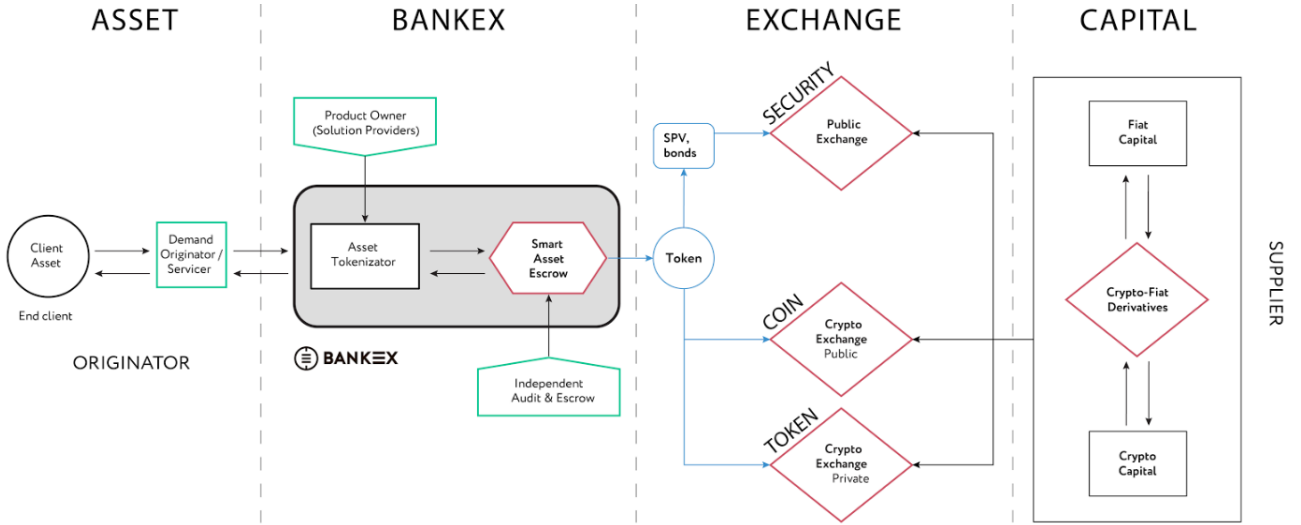 ASSET
BANKEX
EXCHANGE
CAPITAL
Product Owner
(Solution Providers)
Client
Asset
End client
ORIGINATOR
Demand
Originator /
Servicer
Asset
Tokenizator
Smart
Asset
Escrow
BANKEX
Independent
Audit & Escrow
SPV,
bonds
Token
SECURITY
Public
Exchange
COIN
Crypto
Exchange
Public
TOKEN
Crypto
Exchange
Private
Fiat
Capital
Crypto-Fiat
Derivatives
Crypto
Capital
SUPPLIER